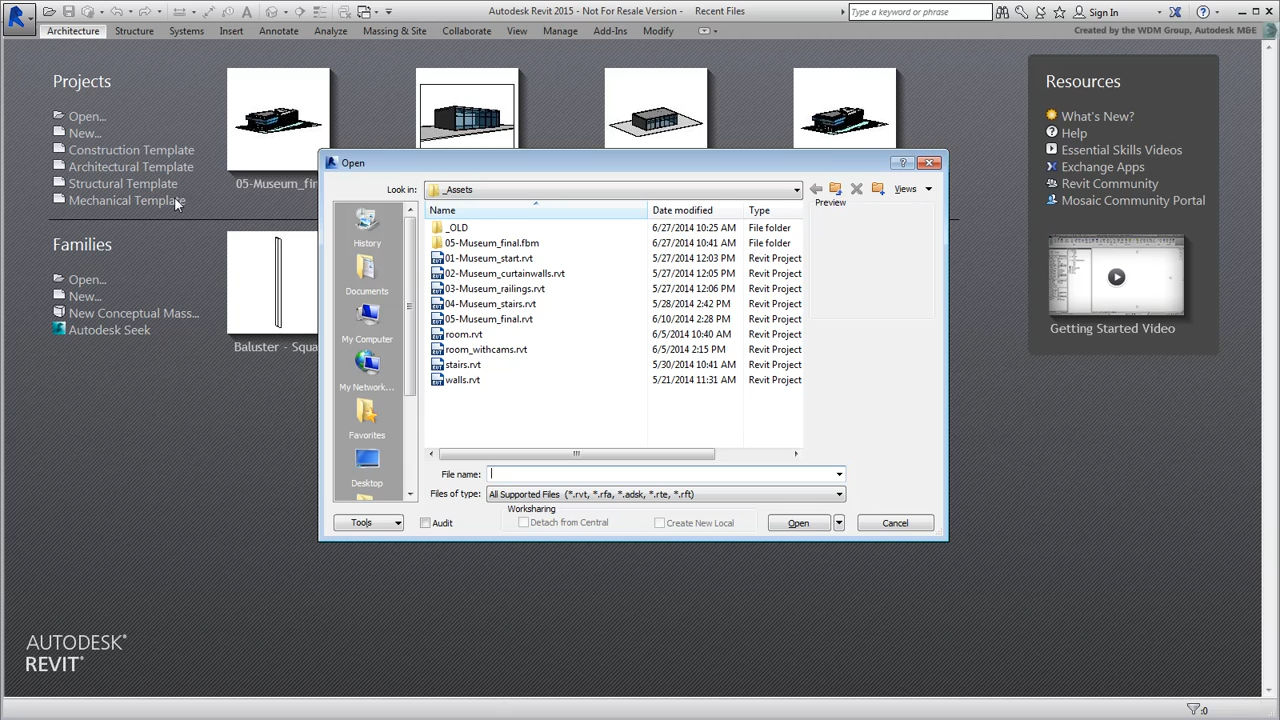 Autodesk Revit 2015 - Not For Resale Version - Recent Files
Type a keyword or phrase
Sign In
Architecture Structure Systems Insert Annotate Analyze Massing & Site Collaborate View Manage Add-Ins Modify
Created by the WDM Group, Autodesk M&E
Projects
Open...
New...
Construction Template
Architectural Template
Structural Template
Mechanical Template
05-Museum_fin
Families
Open...
New...
New Conceptual Mass...
Autodesk Seek
Baluster - Squa
Resources
What's New?
Help
Essential Skills Videos
Exchange Apps
Revit Community
Mosaic Community Portal
Getting Started Video
Open
Look in: _Assets
Views
History
Documents
My Computer
My Network...
Favorites
Desktop
Name Date modified Type
_OLD 6/27/2014 10:25 AM File folder
05-Museum_final.fbm 6/27/2014 10:41 AM File folder
01-Museum_start.rvt 5/27/2014 12:03 PM Revit Project
02-Museum_curtainwalls.rvt 5/27/2014 12:05 PM Revit Project
03-Museum_railings.rvt 5/27/2014 12:06 PM Revit Project
04-Museum_stairs.rvt 5/28/2014 2:42 PM Revit Project
05-Museum_final.rvt 6/10/2014 2:28 PM Revit Project
room.rvt 6/5/2014 10:40 AM Revit Project
room_withcams.rvt 6/5/2014 2:15 PM Revit Project
stairs.rvt 5/30/2014 10:41 AM Revit Project
walls.rvt 5/21/2014 11:31 AM Revit Project
Preview
File name:
Files of type: All Supported Files (*.rvt, *.rfa, *.adsk, *.rte, *.rft)
Worksharing
Tools
Audit
Detach from Central
Create New Local
Open
Cancel
AUTODESK®
REVIT®
:0